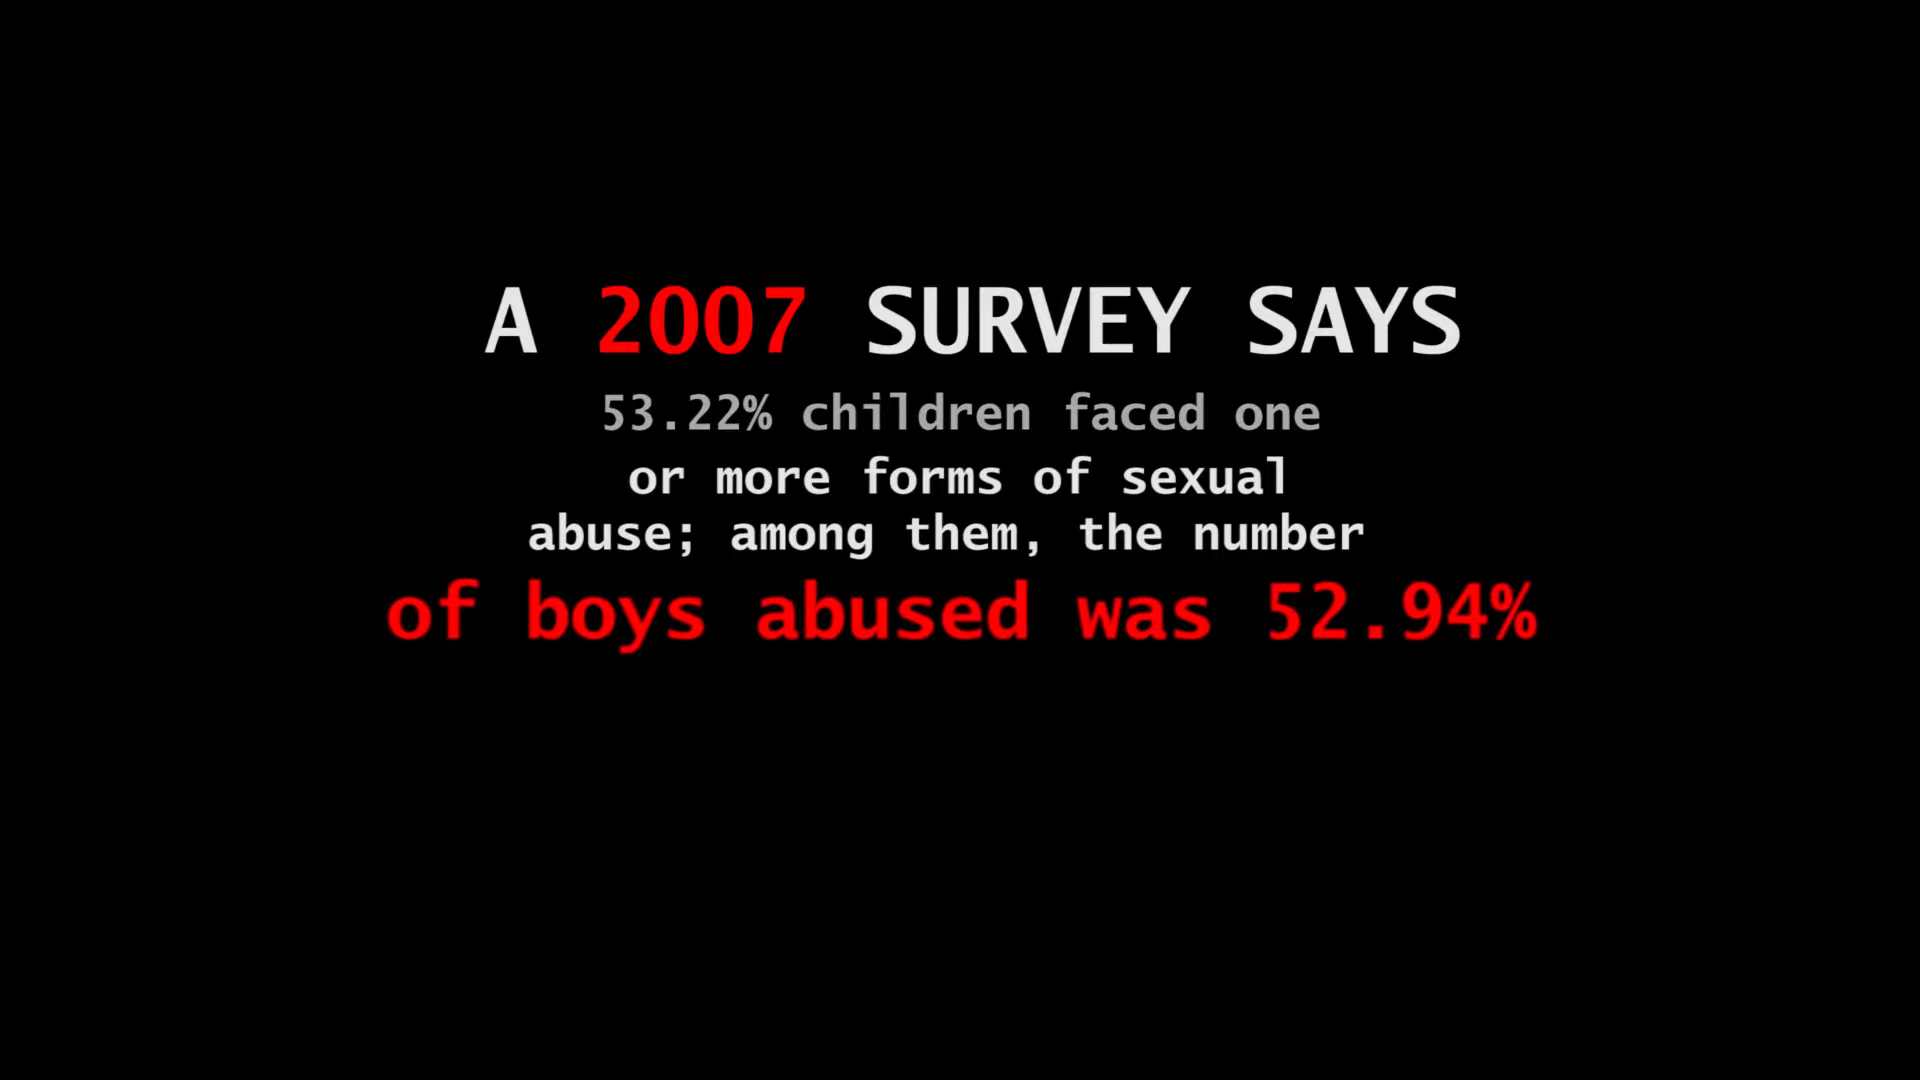 A 2007 SURVEY SAYS
53.22% children faced one
or more forms of sexual
abuse; among them, the number
of boys abused was 52.94%